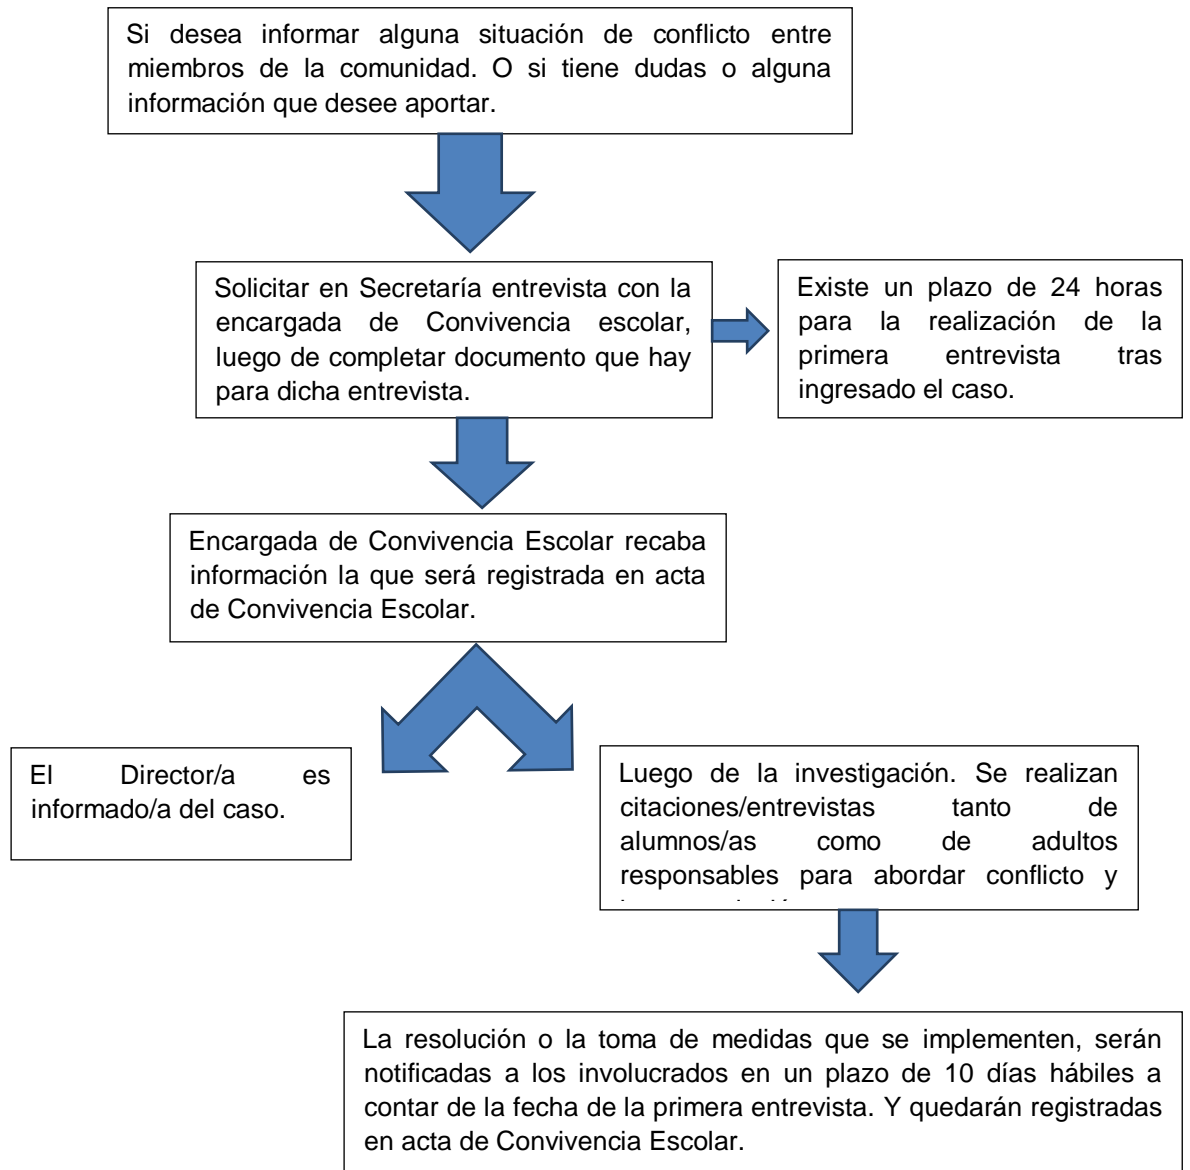 Si desea informar alguna situación de conflicto entre
miembros de la comunidad. O si tiene dudas o alguna
información que desee aportar.
Solicitar en Secretaría entrevista con la
encargada de Convivencia escolar,
luego de completar documento que hay
para dicha entrevista.
Existe un plazo de 24 horas
para la realización de la
primera entrevista tras
ingresado el caso.
Encargada de Convivencia Escolar recaba
información la que será registrada en acta
de Convivencia Escolar.
El Director/a es
informado/a del caso.
Luego de la investigación. Se realizan
citaciones/entrevistas tanto de
alumnos/as como de adultos
responsables para abordar conflicto y
La resolución o la toma de medidas que se implementen, serán
notificadas a los involucrados en un plazo de 10 días hábiles a
contar de la fecha de la primera entrevista. Y quedarán registradas
en acta de Convivencia Escolar.